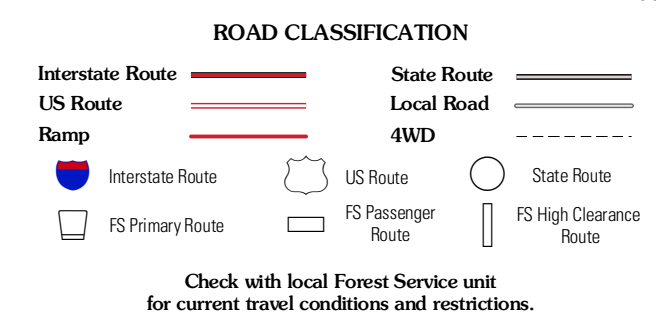 ROAD CLASSIFICATION
Interstate Route State Route
US Route Local Road
Ramp 4WD
Interstate Route US Route State Route
FS Primary Route FS Passenger Route FS High Clearance Route
Check with local Forest Service unit
for current travel conditions and restrictions.